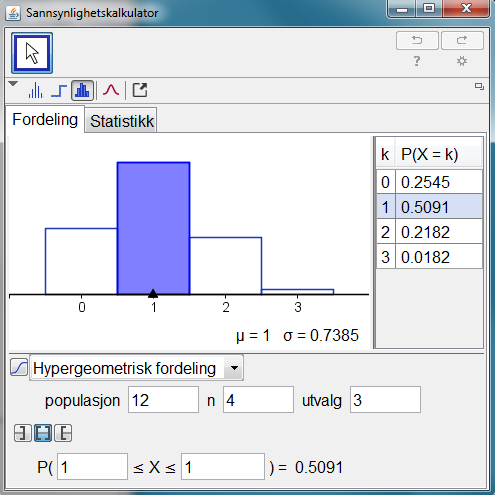 Sannsynlighetskalkulator
?
Fordeling Statistikk
k P(X = k)
0 0.2545
1 0.5091
2 0.2182
3 0.0182
0 1 2 3
μ = 1 σ = 0.7385
Hypergeometrisk fordeling
populasjon 12 n 4 utvalg 3
P( 1 ≤ X ≤ 1 ) = 0.5091